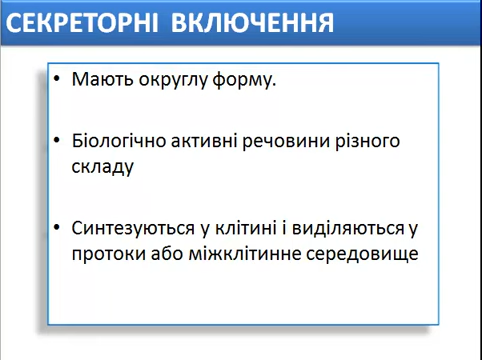 СЕКРЕТОРНІ ВКЛЮЧЕННЯ
• Мають округлу форму.
• Біологічно активні речовини різного
складу
• Синтезуються у клітині і виділяються у
протоки або міжклітинне середовище